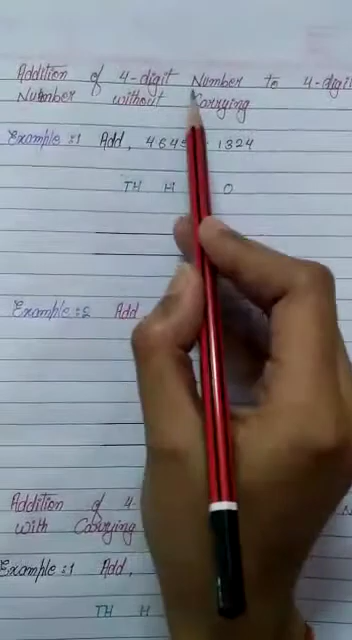 Addition of 4-digit Number to 4-digit
Number without Carrying
Example:1 Add, 4645 1324
TH H O
Example:2 Add
Addition of 4-
with Carrying
Example:1 Add,
TH H